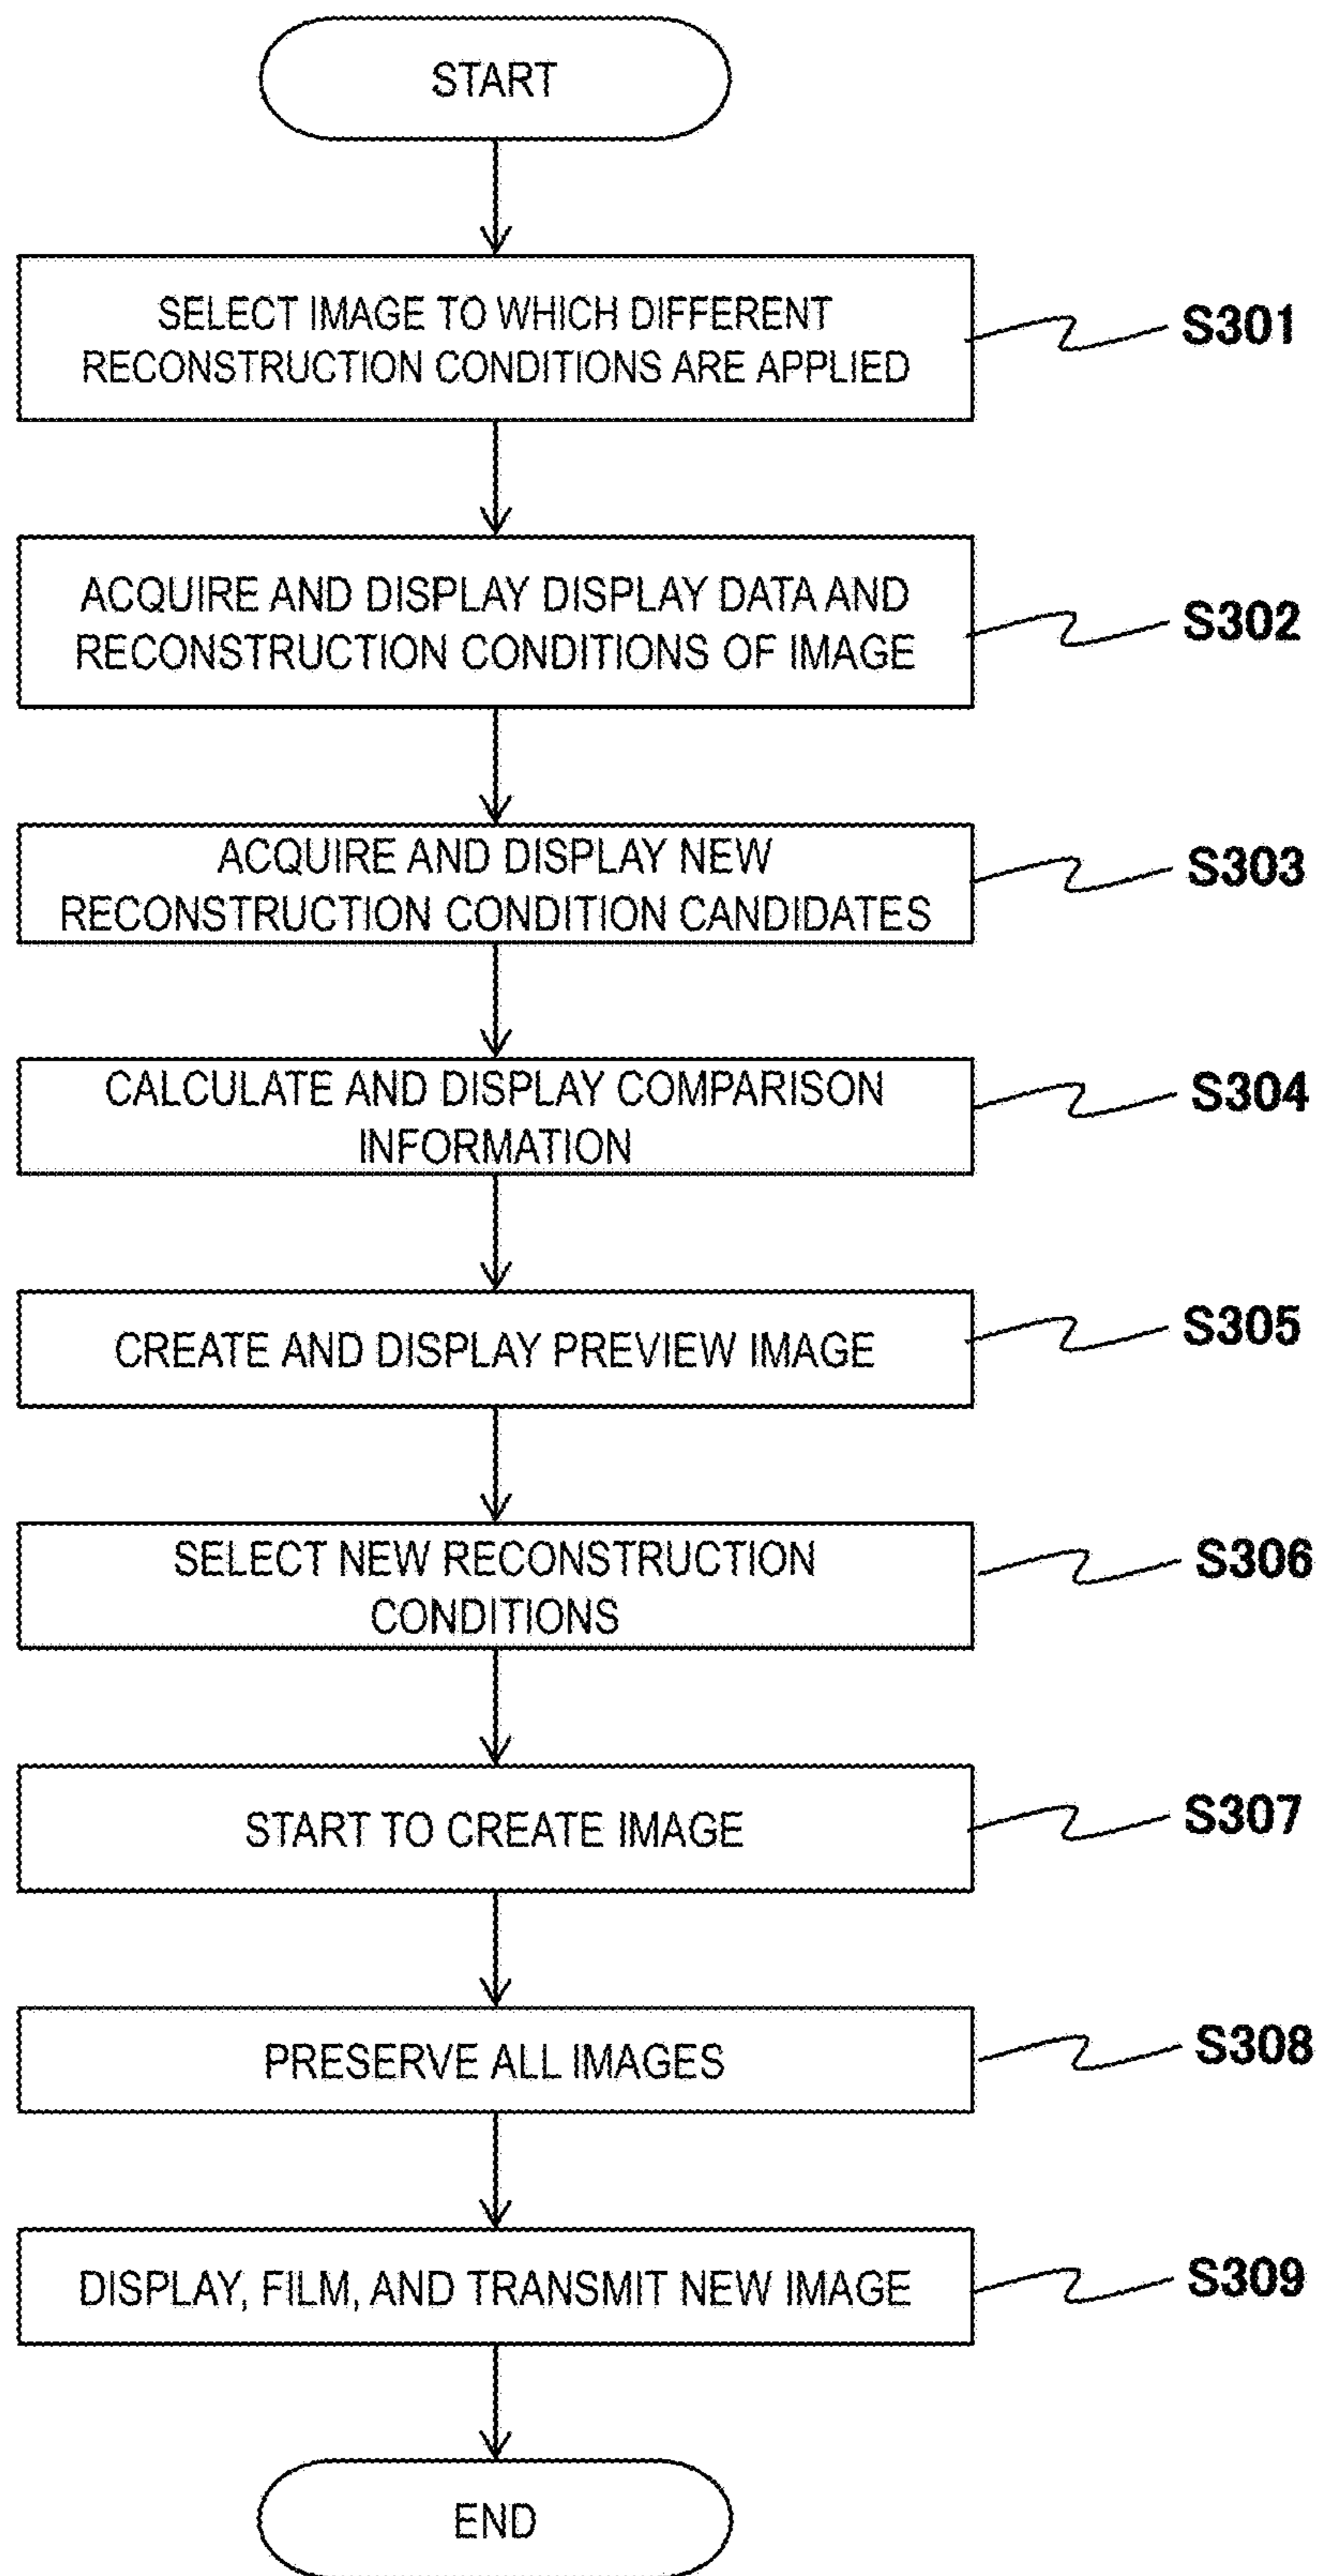 START
SELECT IMAGE TO WHICH DIFFERENT
RECONSTRUCTION CONDITIONS ARE APPLIED
S301
ACQUIRE AND DISPLAY DISPLAY DATA AND
RECONSTRUCTION CONDITIONS OF IMAGE
S302
ACQUIRE AND DISPLAY NEW
RECONSTRUCTION CONDITION CANDIDATES
S303
CALCULATE AND DISPLAY COMPARISON
INFORMATION
S304
CREATE AND DISPLAY PREVIEW IMAGE
S305
SELECT NEW RECONSTRUCTION
CONDITIONS
S306
START TO CREATE IMAGE
S307
PRESERVE ALL IMAGES
S308
DISPLAY, FILM, AND TRANSMIT NEW IMAGE
S309
END